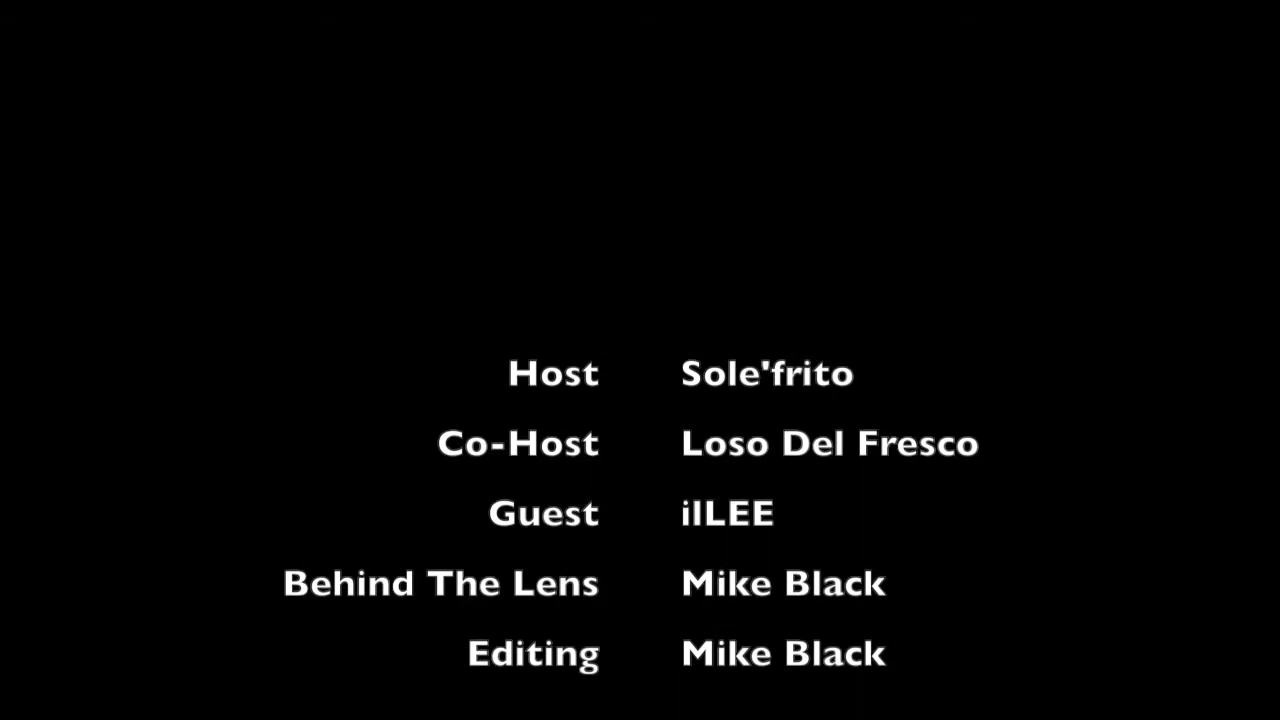 Host Sole'frito
Co-Host Loso Del Fresco
Guest ilLEE
Behind The Lens Mike Black
Editing Mike Black